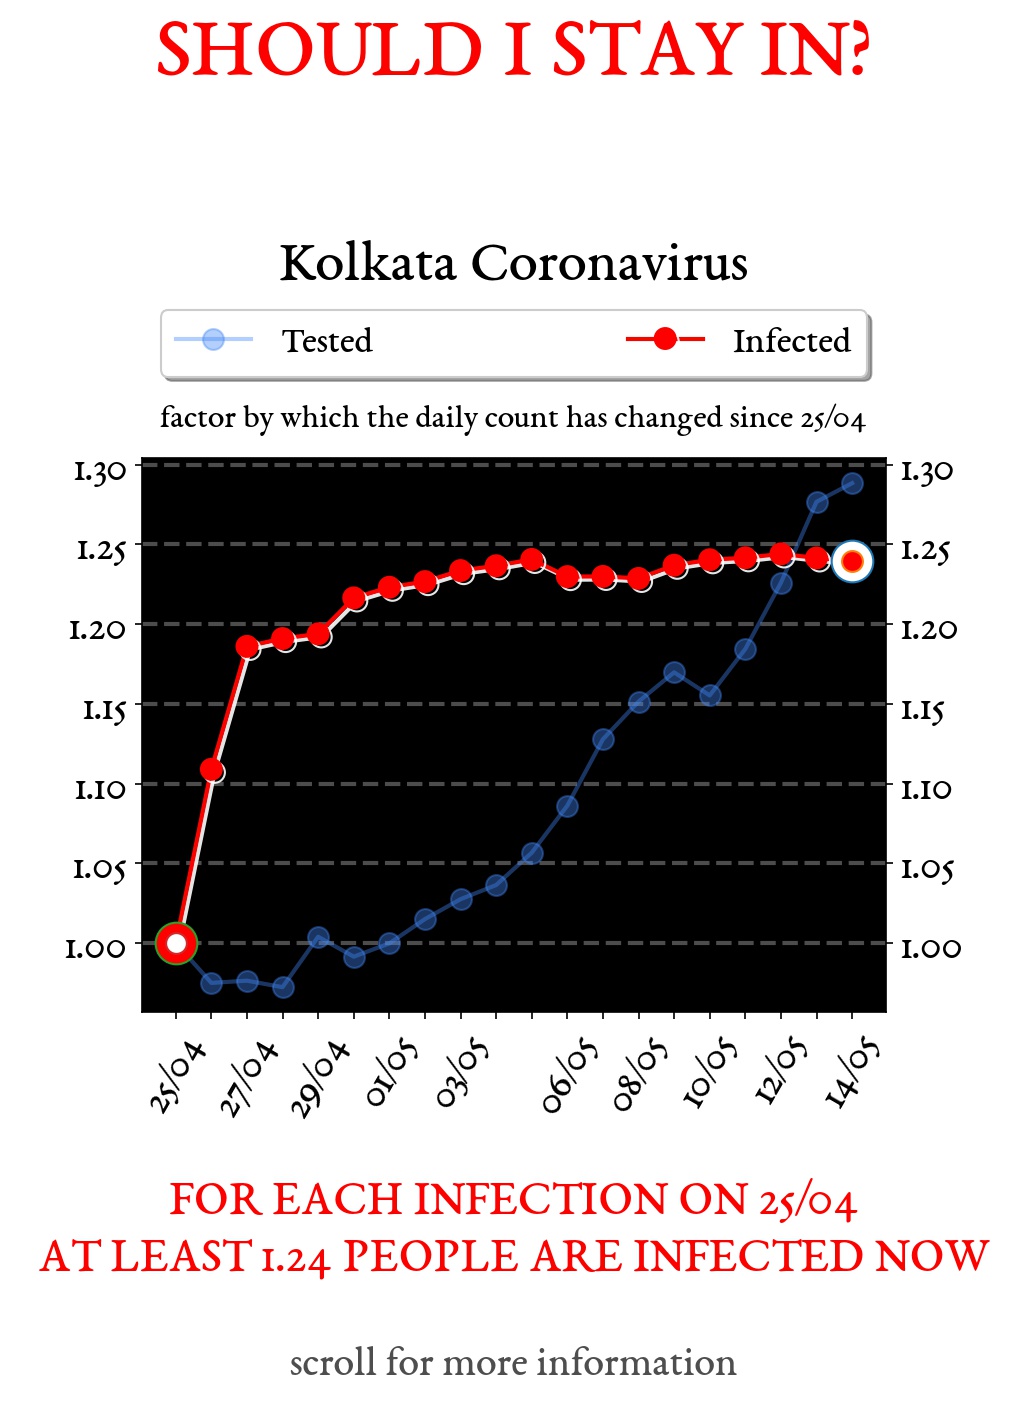 SHOULD I STAY IN?
Kolkata Coronavirus
Tested Infected
factor by which the daily count has changed since 25/04
1.30 1.30
1.25 1.25
1.20 1.20
1.15 1.15
1.10 1.10
1.05 1.05
1.00 1.00
25/04 27/04 29/04 01/05 03/05 06/05 08/05 10/05 12/05 14/05
FOR EACH INFECTION ON 25/04
AT LEAST 1.24 PEOPLE ARE INFECTED NOW
scroll for more information